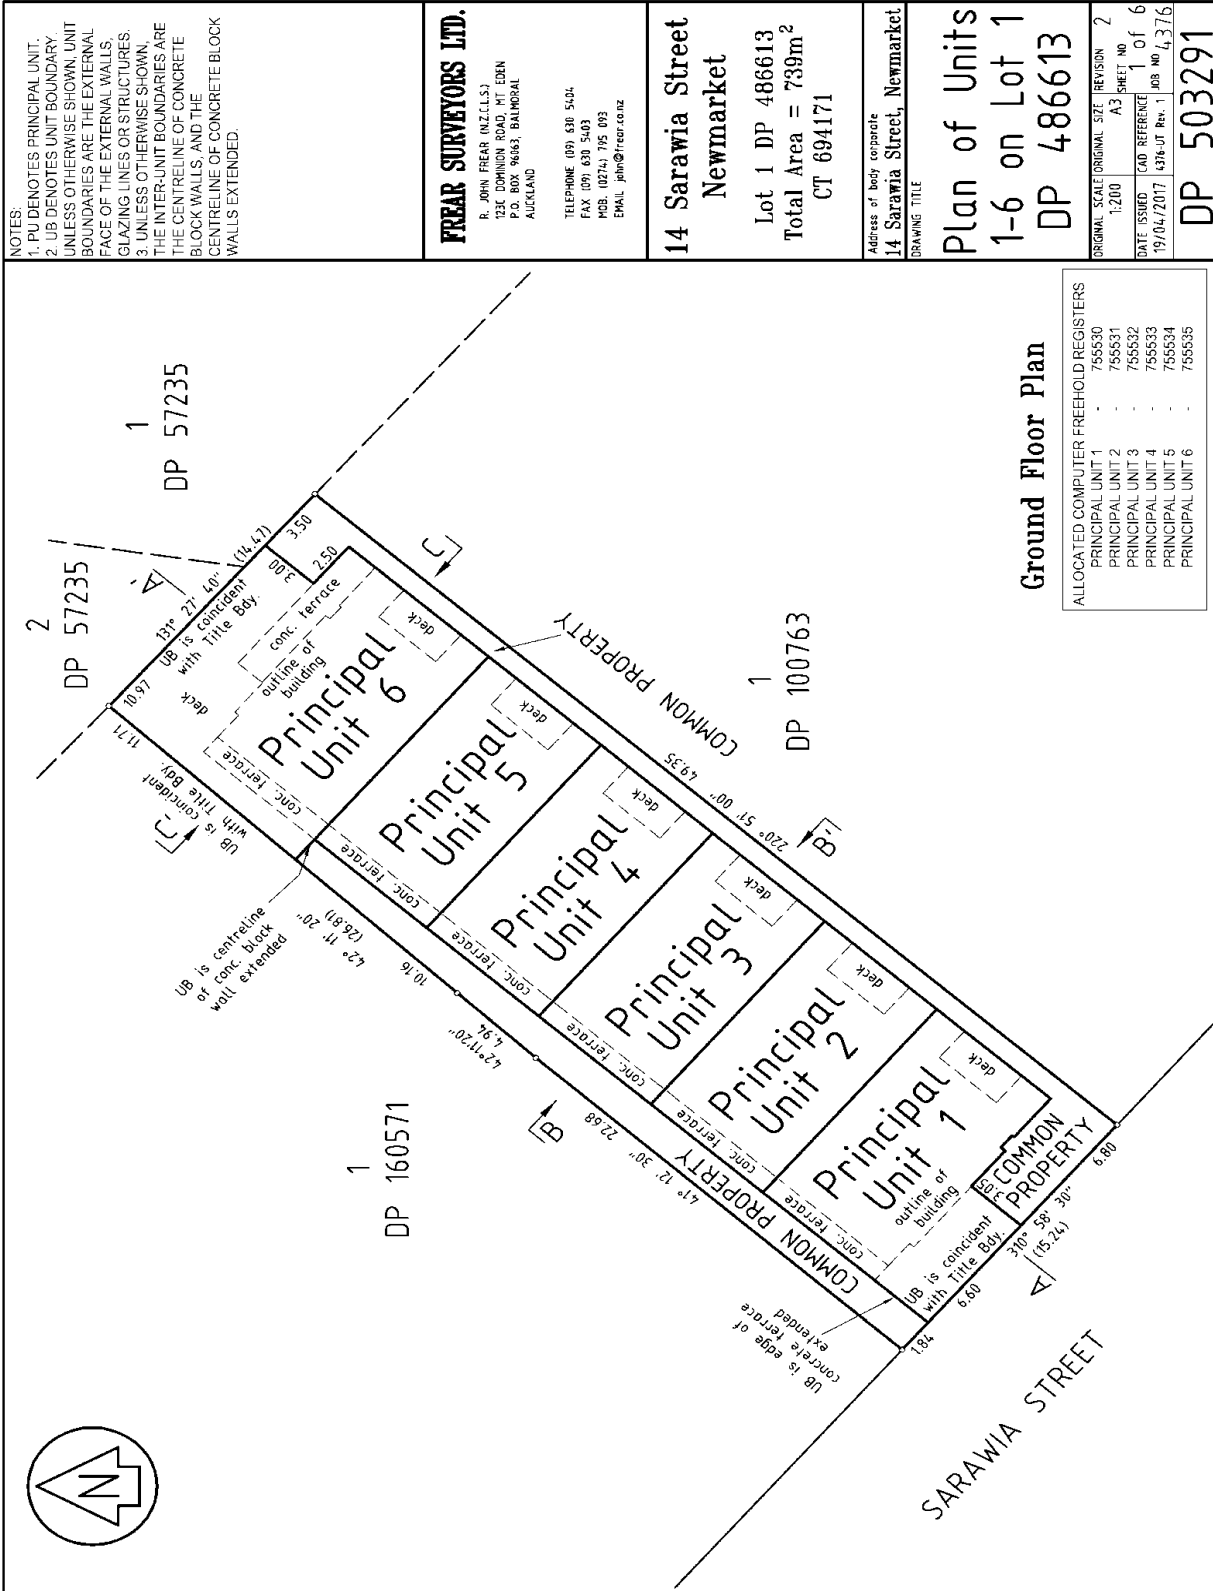 NOTES:
1. PU DENOTES PRINCIPAL UNIT.
2. UB DENOTES UNIT BOUNDARY.
UNLESS OTHERWISE SHOWN, UNIT
BOUNDARIES ARE THE EXTERNAL
FACE OF THE EXTERNAL WALLS,
GLAZING LINES OR STRUCTURES.
3. UNLESS OTHERWISE SHOWN,
THE INTER-UNIT BOUNDARIES ARE
THE CENTRELINE OF CONCRETE
BLOCK WALLS, AND THE
CENTRELINE OF CONCRETE BLOCK
WALLS EXTENDED.
FREAR SURVEYORS LTD.
R. JOHN FREAR (N.Z.C.L.S.)
123C DOMINION ROAD, MT EDEN
P.O. BOX 96063, BALMORAL
AUCKLAND
TELEPHONE (09) 630 5404
FAX (09) 630 5403
MOB. (0274) 795 093
EMAIL john@frear.co.nz
14 Sarawia Street
Newmarket
Lot 1 DP 486613
Total Area = 739m²
CT 694171
Address of body corporate
14 Sarawia Street, Newmarket
DRAWING TITLE
Plan of Units
1-6 on Lot 1
DP 486613
ORIGINAL SCALE
1:200
ORIGINAL SIZE
A3
REVISION
2
DATE ISSUED
19/04/2017
CAD REFERENCE
4376-UT Rev. 1
SHEET NO
1 of 6
JOB NO 4376
DP 503291
2
DP 57235
1
DP 57235
1
DP 160571
1
DP 100763
A'
C
C'
B
B'
A
10.97
131° 27' 40"
(14.47)
3.50
3.00
2.50
UB is coincident
with Title Bdy.
deck
conc. terrace
outline of
building
Principal
Unit 6
deck
conc. terrace
11.71
UB is coincident
with Title Bdy.
UB is centreline
of conc. block
wall extended
42° 11' 20"
(26.81)
10.16
42°11'20"
4.94
22.68
41° 12' 30"
Principal
Unit 5
deck
conc. terrace
Principal
Unit 4
deck
conc. terrace
conc. terrace
Principal
Unit 3
deck
conc. terrace
conc. terrace
Principal
Unit 2
deck
conc. terrace
conc. terrace
Principal
Unit 1
deck
conc. terrace
outline of
building
COMMON PROPERTY
49.35
220° 51' 00"
COMMON PROPERTY
UB is edge of
concrete terrace
extended
UB is coincident
with Title Bdy.
3.05
COMMON
PROPERTY
1.84
6.60
310° 58' 30"
(15.24)
6.80
SARAWIA STREET
N
Ground Floor Plan
ALLOCATED COMPUTER FREEHOLD REGISTERS
PRINCIPAL UNIT 1 - 755530
PRINCIPAL UNIT 2 - 755531
PRINCIPAL UNIT 3 - 755532
PRINCIPAL UNIT 4 - 755533
PRINCIPAL UNIT 5 - 755534
PRINCIPAL UNIT 6 - 755535